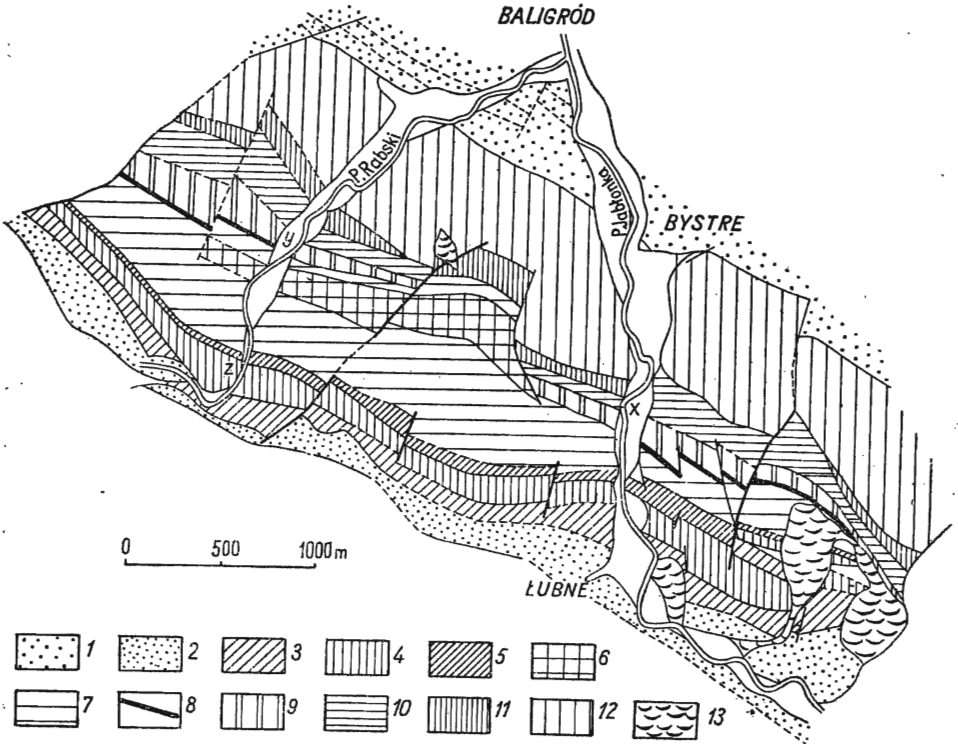 BALIGRÓD
P.Rabski
P.Jabłonka
BYSTRE
y
ż
x
0 500 1000 m
ŁUBNE
1 2 3 4 5 6
7 8 9 10 11 12 13